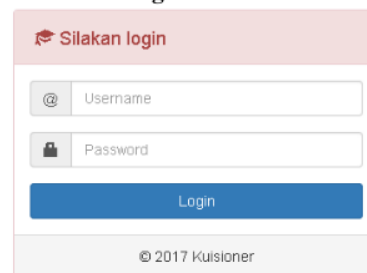 Silakan login
@ Username
Password
Login
© 2017 Kuisioner